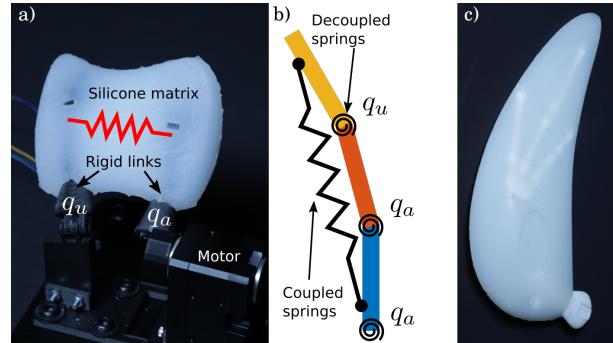 a)
Silicone matrix
Rigid links
q_u
q_a
Motor
b)
Decoupled
springs
q_u
q_a
Coupled
springs
q_a
c)